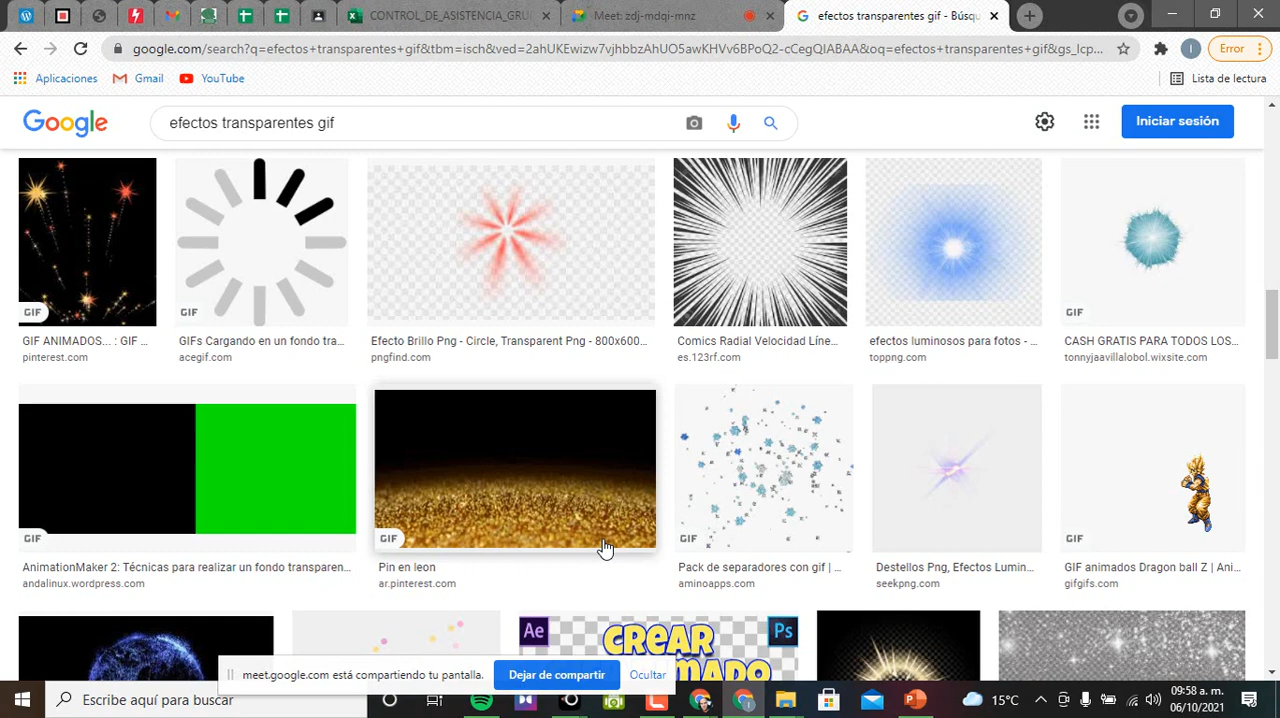 CONTROL_DE_ASISTENCIA_GRU
Meet: zdj-mdqi-mnz
efectos transparentes gif - Búsqu
google.com/search?q=efectos+transparentes+gif&tbm=isch&ved=2ahUKEwizw7vjhbzAhUO5awKHVv6BPoQ2-cCegQIABAA&oq=efectos+transparentes+gif&gs_lcp...
Error
Aplicaciones
Gmail
YouTube
Lista de lectura
Google
efectos transparentes gif
Iniciar sesión
GIF
GIF
GIF
GIF ANIMADOS... : GIF ...
GIFs Cargando en un fondo tra...
Efecto Brillo Png - Circle, Transparent Png - 800x600...
Comics Radial Velocidad Líne...
efectos luminosos para fotos - ...
CASH GRATIS PARA TODOS LOS...
pinterest.com
acegif.com
pngfind.com
es.123rf.com
toppng.com
tonnyjaavillalobol.wixsite.com
GIF
GIF
GIF
GIF
AnimationMaker 2: Técnicas para realizar un fondo transparen...
Pin en leon
Pack de separadores con gif | ...
Destellos Png, Efectos Lumin...
GIF animados Dragon ball Z | Ani...
andalinux.wordpress.com
ar.pinterest.com
aminoapps.com
seekpng.com
gifgifs.com
Ae
CREAR
Ps
meet.google.com está compartiendo tu pantalla.
Dejar de compartir
Ocultar
Escribe aquí para buscar
15°C
09:58 a. m.
06/10/2021